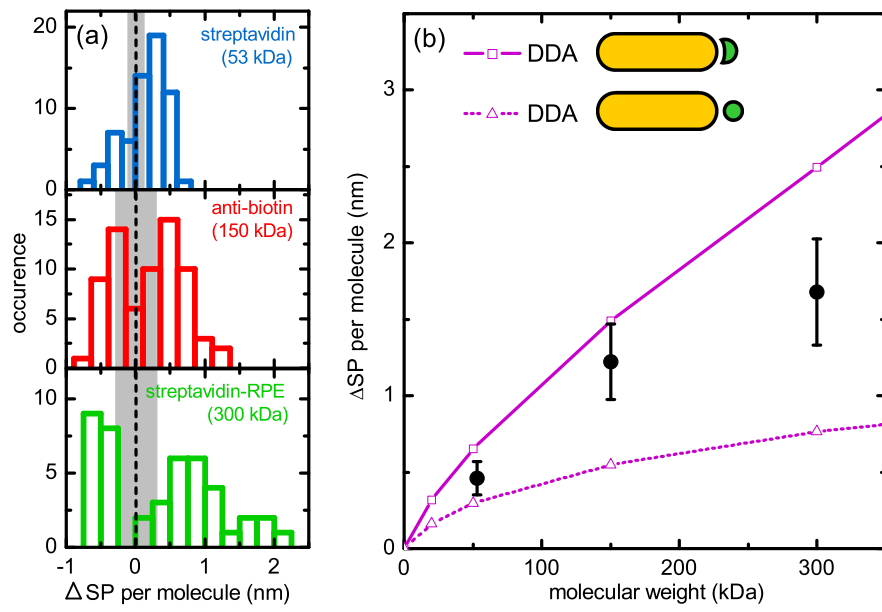 (a)
streptavidin
(53 kDa)
20
10
0
anti-biotin
(150 kDa)
15
10
5
0
streptavidin-RPE
(300 kDa)
10
5
0
occurence
-1 0 1 2
Δ SP per molecule (nm)
(b)
DDA
DDA
3
2
1
0
ΔSP per molecule (nm)
0 100 200 300
molecular weight (kDa)